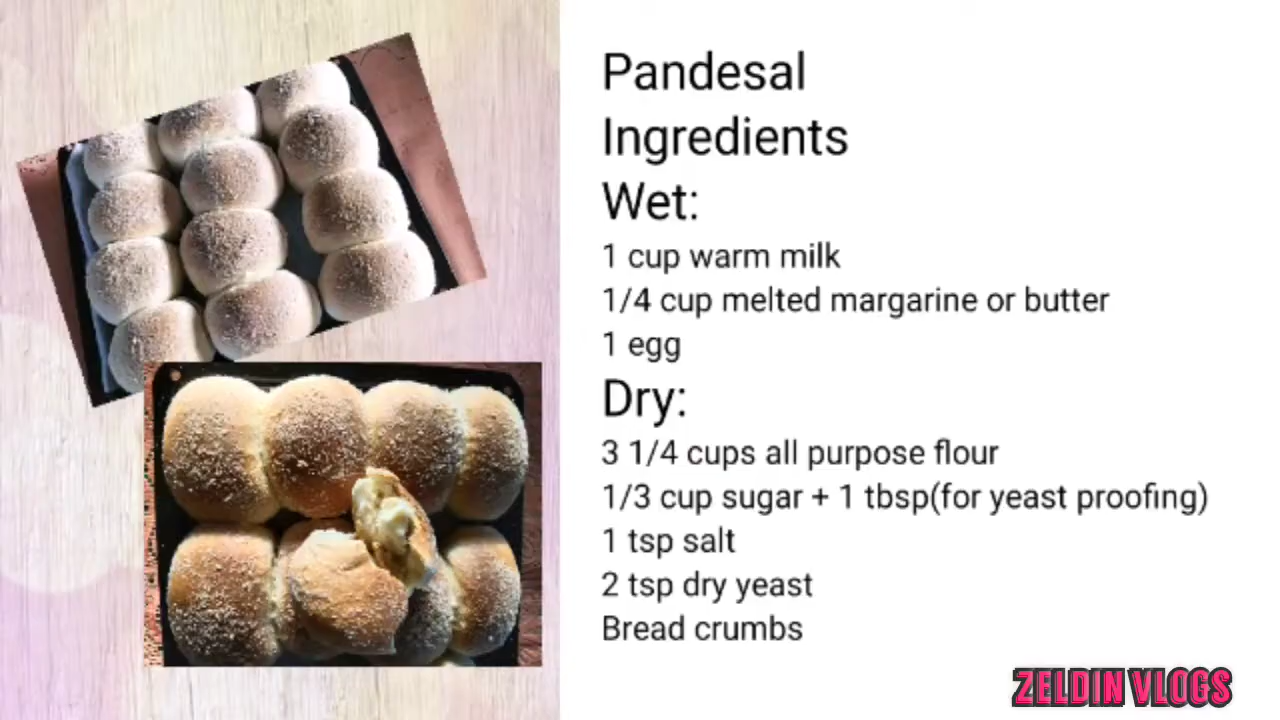 Pandesal
Ingredients
Wet:
1 cup warm milk
1/4 cup melted margarine or butter
1 egg
Dry:
3 1/4 cups all purpose flour
1/3 cup sugar + 1 tbsp(for yeast proofing)
1 tsp salt
2 tsp dry yeast
Bread crumbs
ZELDIN VLOGS